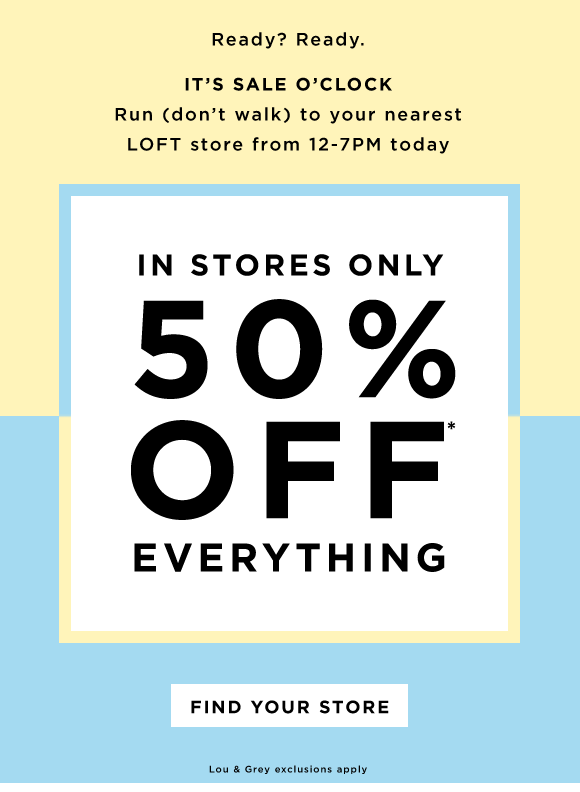 Ready? Ready.
IT’S SALE O’CLOCK
Run (don’t walk) to your nearest
LOFT store from 12-7PM today
IN STORES ONLY
50%
OFF*
EVERYTHING
FIND YOUR STORE
Lou & Grey exclusions apply